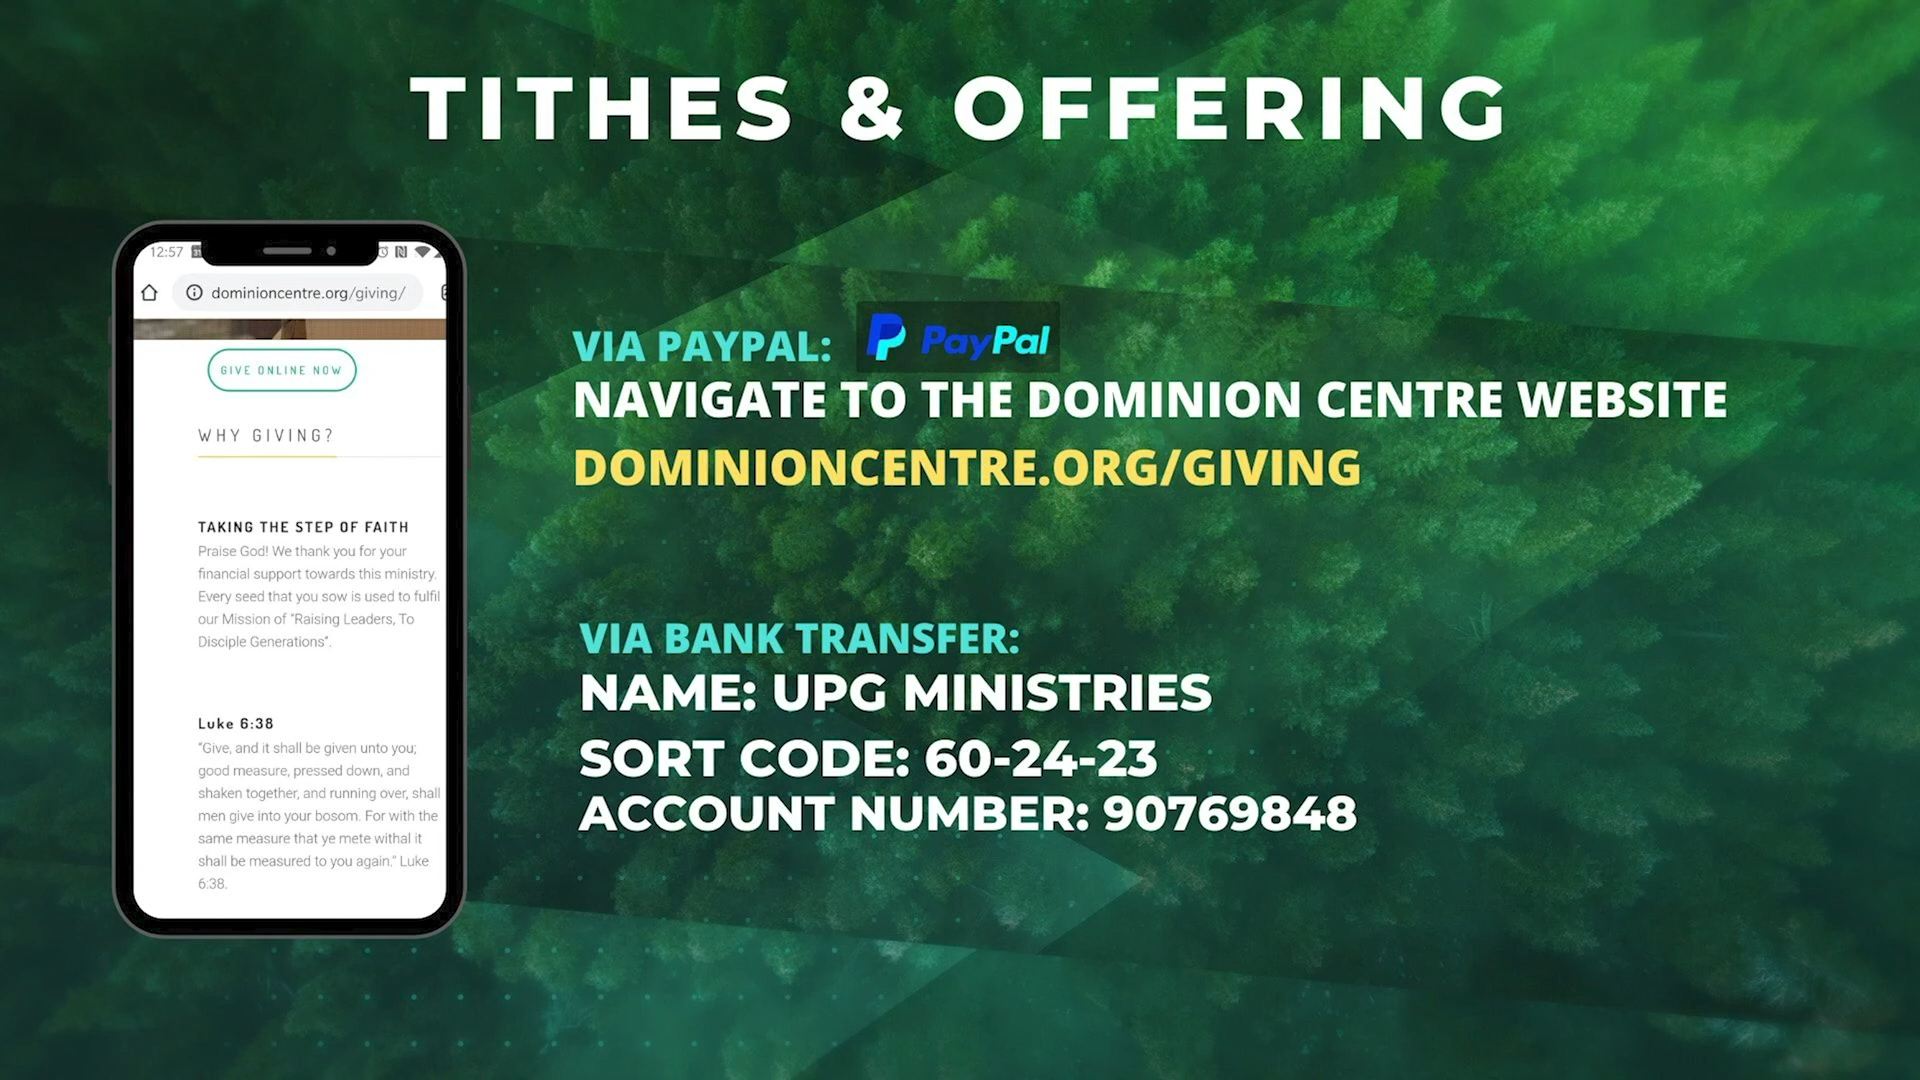 TITHES & OFFERING
12:57
dominioncentre.org/giving/
GIVE ONLINE NOW
WHY GIVING?
TAKING THE STEP OF FAITH
Praise God! We thank you for your
financial support towards this ministry.
Every seed that you sow is used to fulfil
our Mission of "Raising Leaders, To
Disciple Generations".
Luke 6:38
"Give, and it shall be given unto you;
good measure, pressed down, and
shaken together, and running over, shall
men give into your bosom. For with the
same measure that ye mete withal it
shall be measured to you again." Luke
6:38.
VIA PAYPAL: PayPal
NAVIGATE TO THE DOMINION CENTRE WEBSITE
DOMINIONCENTRE.ORG/GIVING
VIA BANK TRANSFER:
NAME: UPG MINISTRIES
SORT CODE: 60-24-23
ACCOUNT NUMBER: 90769848